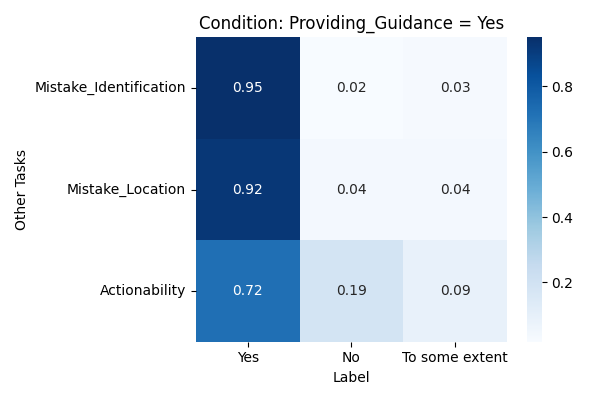 Condition: Providing_Guidance = Yes
Other Tasks
Mistake_Identification 0.95 0.02 0.03
Mistake_Location 0.92 0.04 0.04
Actionability 0.72 0.19 0.09
Yes No To some extent
Label
0.8
0.6
0.4
0.2